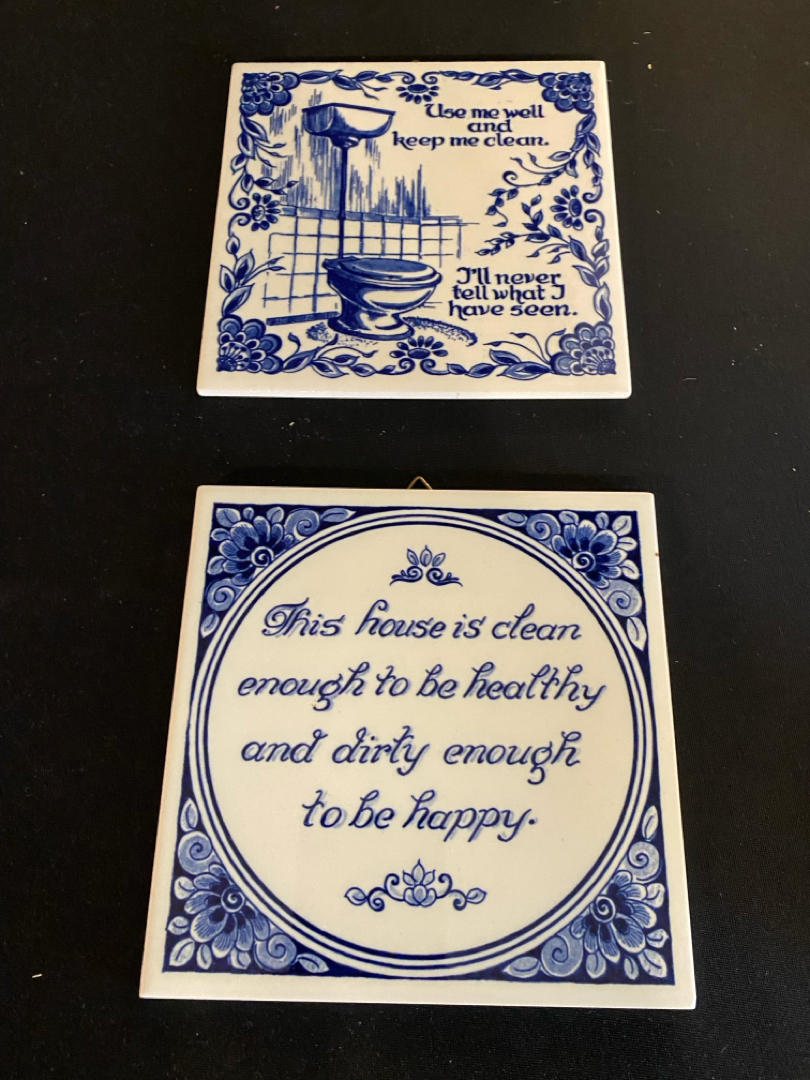 Use me well
and
keep me clean.
I'll never
tell what I
have seen.
This house is clean
enough to be healthy
and dirty enough
to be happy.